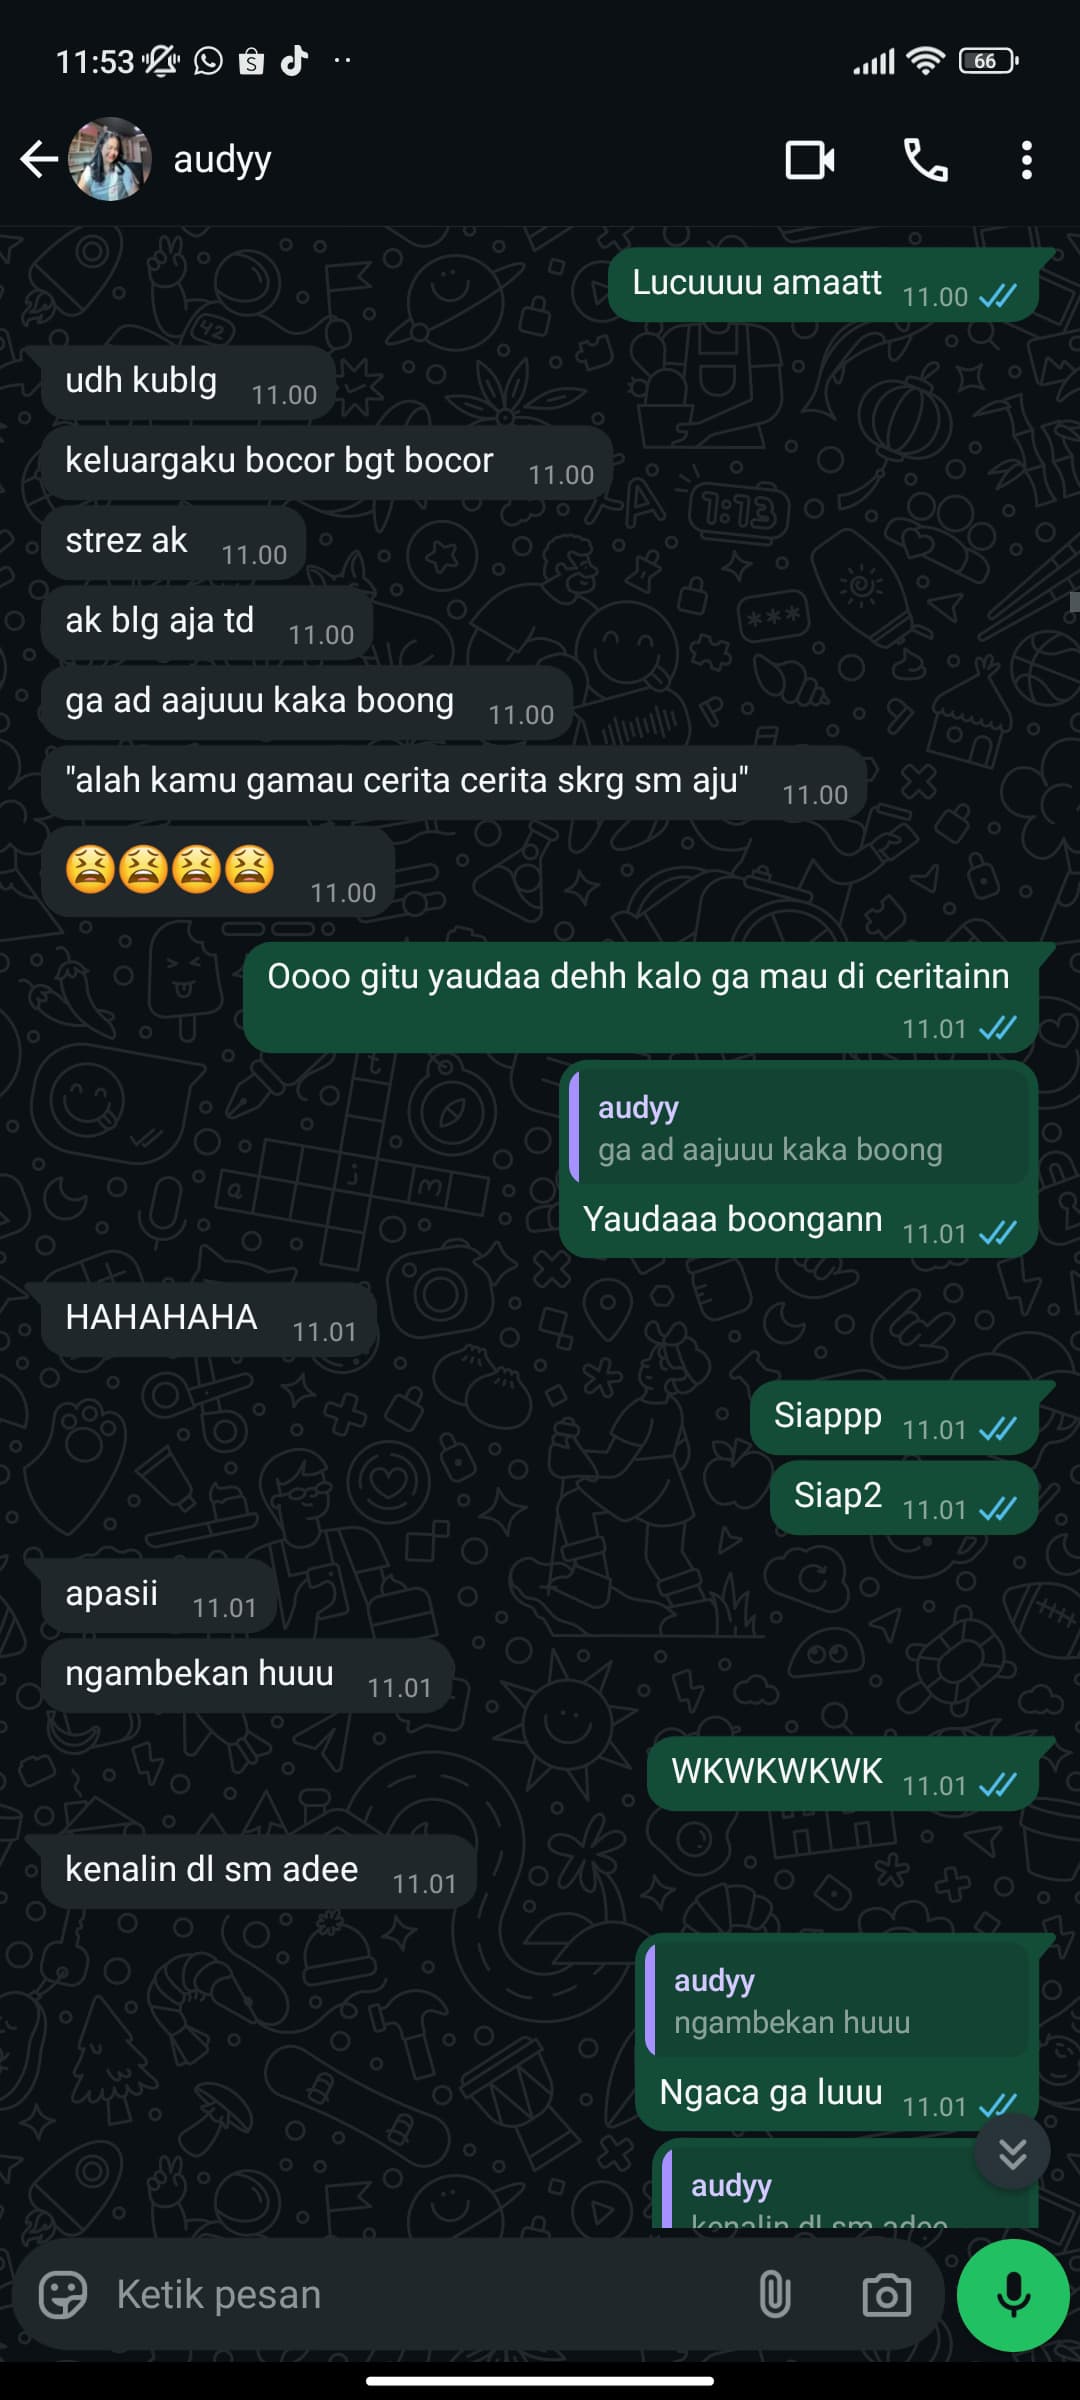 11:53
66
audyy
Lucuuuu amaatt 11.00
udh kublg 11.00
keluargaku bocor bgt bocor 11.00
strez ak 11.00
ak blg aja td 11.00
ga ad aajuuu kaka boong 11.00
"alah kamu gamau cerita cerita skrg sm aju" 11.00
😫😫😫😫 11.00
Oooo gitu yaudaa dehh kalo ga mau di ceritainn
11.01
audyy
ga ad aajuuu kaka boong
Yaudaaa boongann 11.01
HAHAHAHA 11.01
Siappp 11.01
Siap2 11.01
apasii 11.01
ngambekan huuu 11.01
WKWKWKWK 11.01
kenalin dl sm adee 11.01
audyy
ngambekan huuu
Ngaca ga luuu 11.01
audyy
kenalin dl sm adee
Ketik pesan